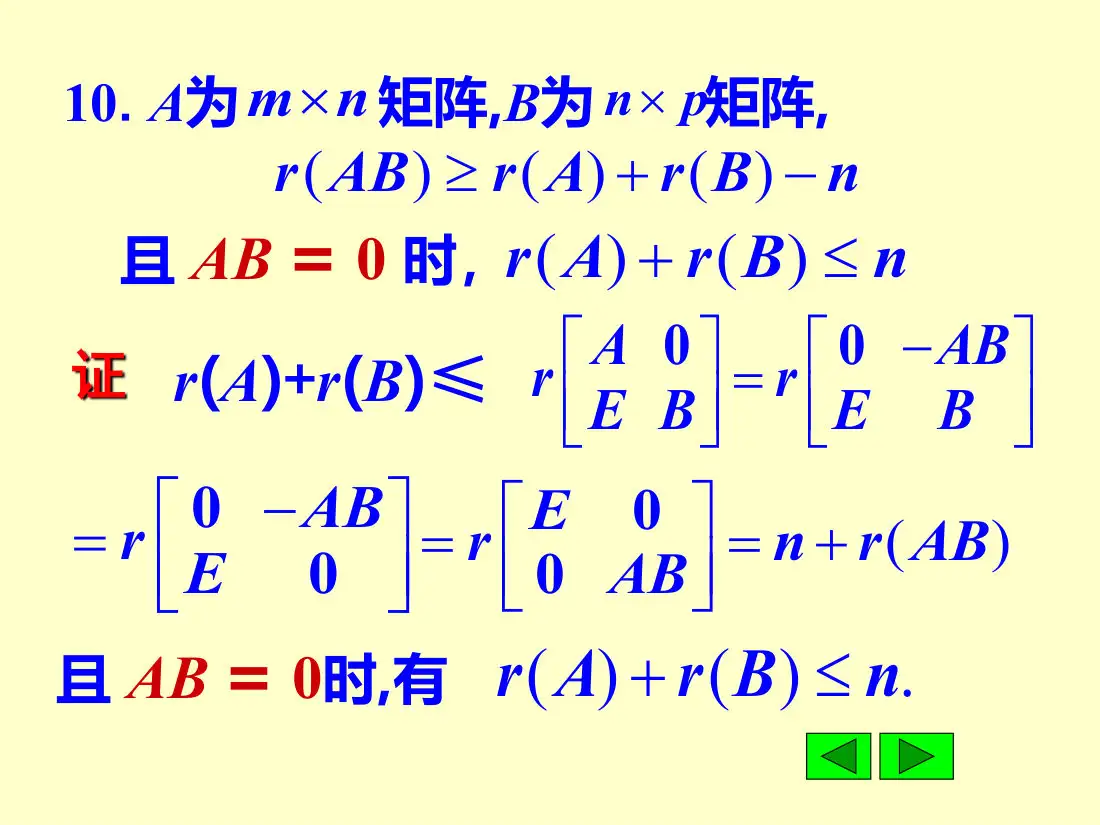 10. A为 m×n 矩阵,B为 n× p矩阵,
r(AB) ≥ r(A) + r(B) − n
且 AB = 0 时, r(A) + r(B) ≤ n
证 r(A)+r(B)≤ r[A 0; E B] = r[0 −AB; E B]
= r[0 −AB; E 0] = r[E 0; 0 AB] = n + r(AB)
且 AB = 0时,有 r(A) + r(B) ≤ n.